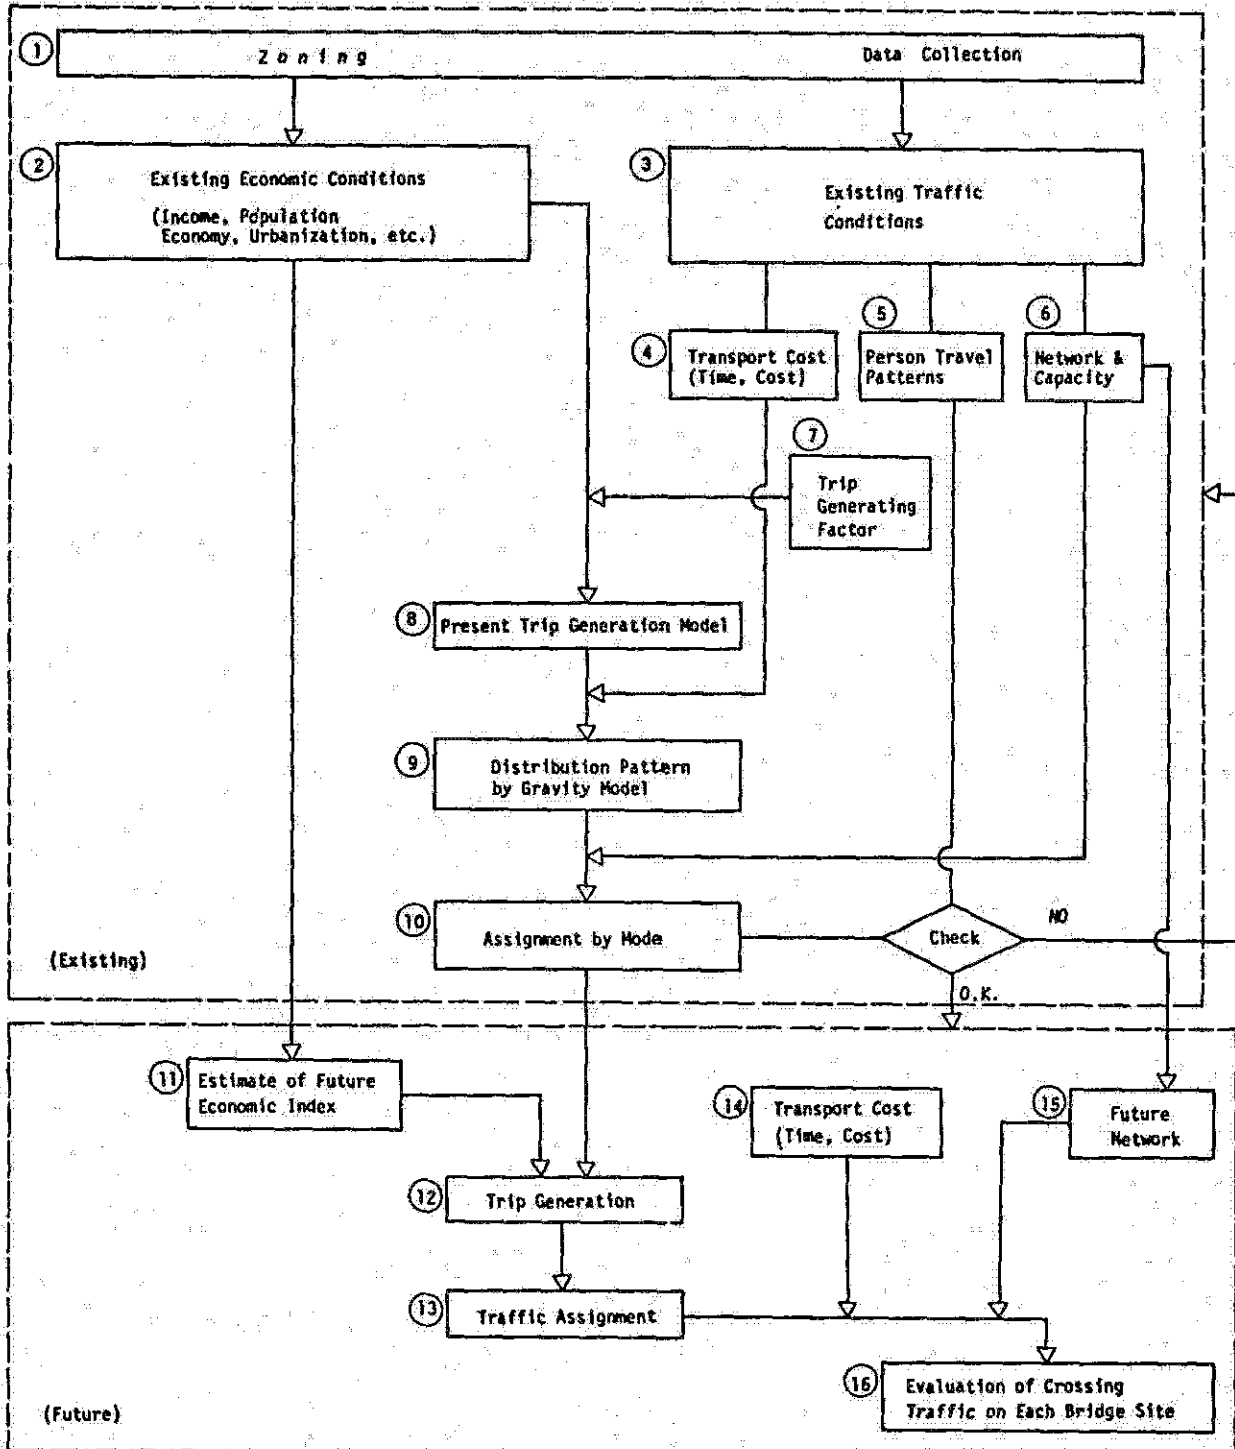 1
Zoning
Data Collection
2
Existing Economic Conditions
(Income, Population
Economy, Urbanization, etc.)
3
Existing Traffic
Conditions
4
Transport Cost
(Time, Cost)
5
Person Travel
Patterns
6
Network &
Capacity
7
Trip
Generating
Factor
8
Present Trip Generation Model
9
Distribution Pattern
by Gravity Model
10
Assignment by Mode
Check
NO
O.K.
(Existing)
11
Estimate of Future
Economic Index
12
Trip Generation
13
Traffic Assignment
14
Transport Cost
(Time, Cost)
15
Future
Network
16
Evaluation of Crossing
Traffic on Each Bridge Site
(Future)